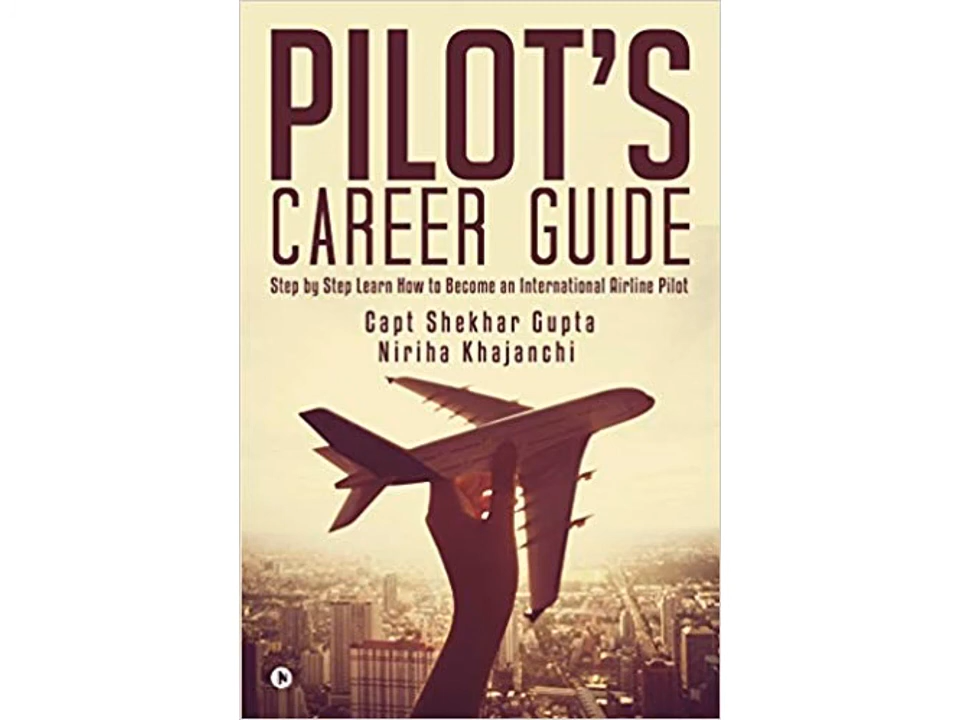 PILOT'S
CAREER GUIDE
Step by Step Learn How to Become an International Airline Pilot
Capt Shekhar Gupta
Niriha Khajanchi
N